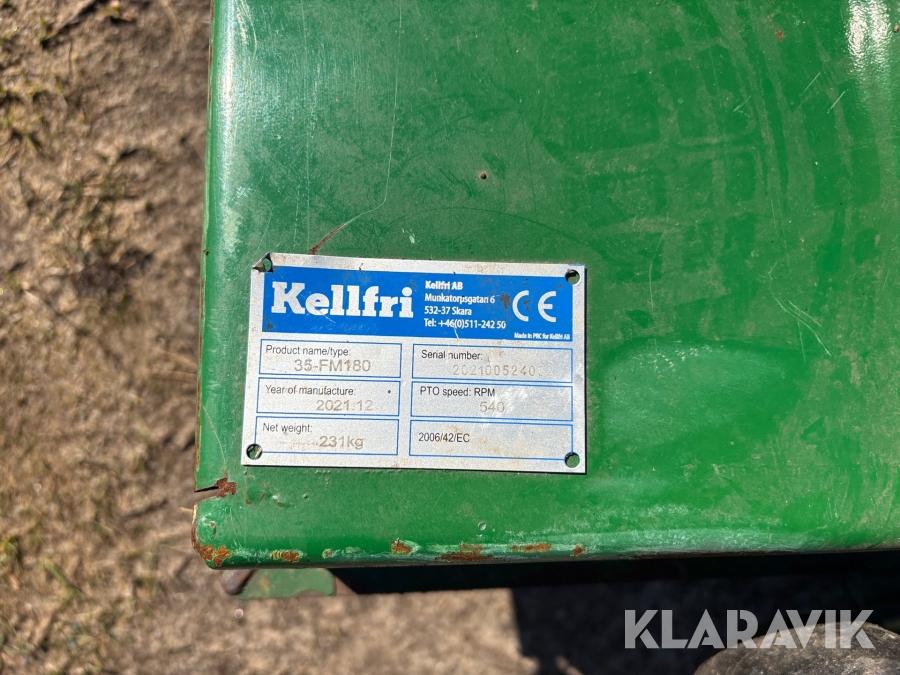 Kellfri
Kellfri AB
Munkatorpsgatan 6
532-37 Skara
Tel: +46(0)511-242 50
CE
Made in PRC for Kellfri AB
Product name/type:
35-FM180
Serial number:
Year of manufacture:
2021.12
PTO speed: RPM
540
Net weight:
231kg
2006/42/EC
KLARAVIK